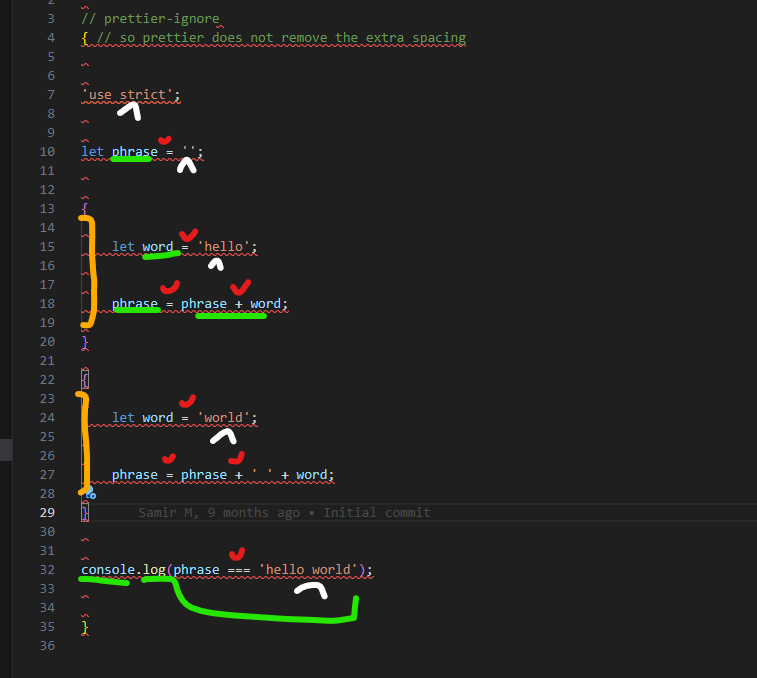 2
3 // prettier-ignore
4 { // so prettier does not remove the extra spacing
5
6
7 'use strict';
8
9
10 let phrase = '';
11
12
13 {
14
15 let word = 'hello';
16
17
18 phrase = phrase + word;
19
20 }
21
22 {
23
24 let word = 'world';
25
26
27 phrase = phrase + ' ' + word;
28
29 } Samir M, 9 months ago • Initial commit
30
31
32 console.log(phrase === 'hello world');
33
34
35 }
36